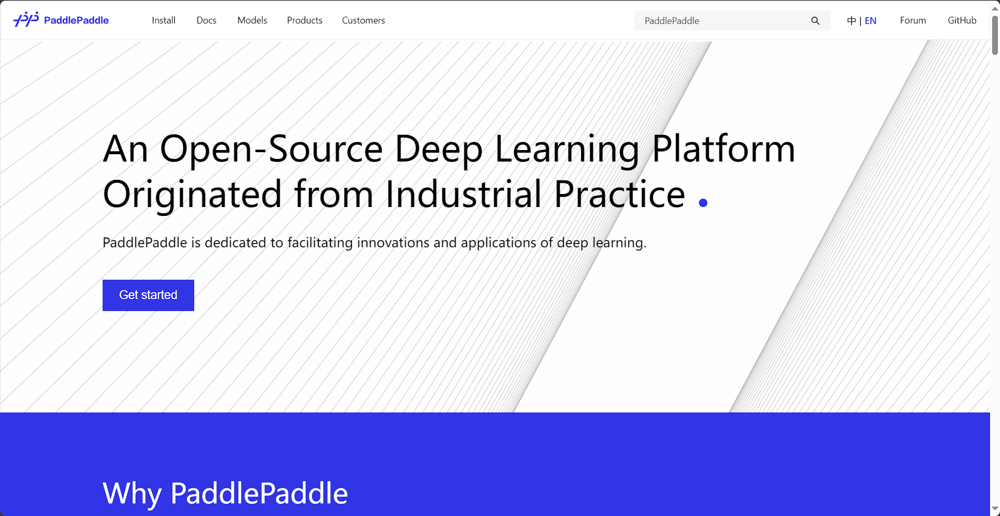 PaddlePaddle
Install
Docs
Models
Products
Customers
PaddlePaddle
中 | EN
Forum
GitHub
An Open-Source Deep Learning Platform
Originated from Industrial Practice .
PaddlePaddle is dedicated to facilitating innovations and applications of deep learning.
Get started
Why PaddlePaddle